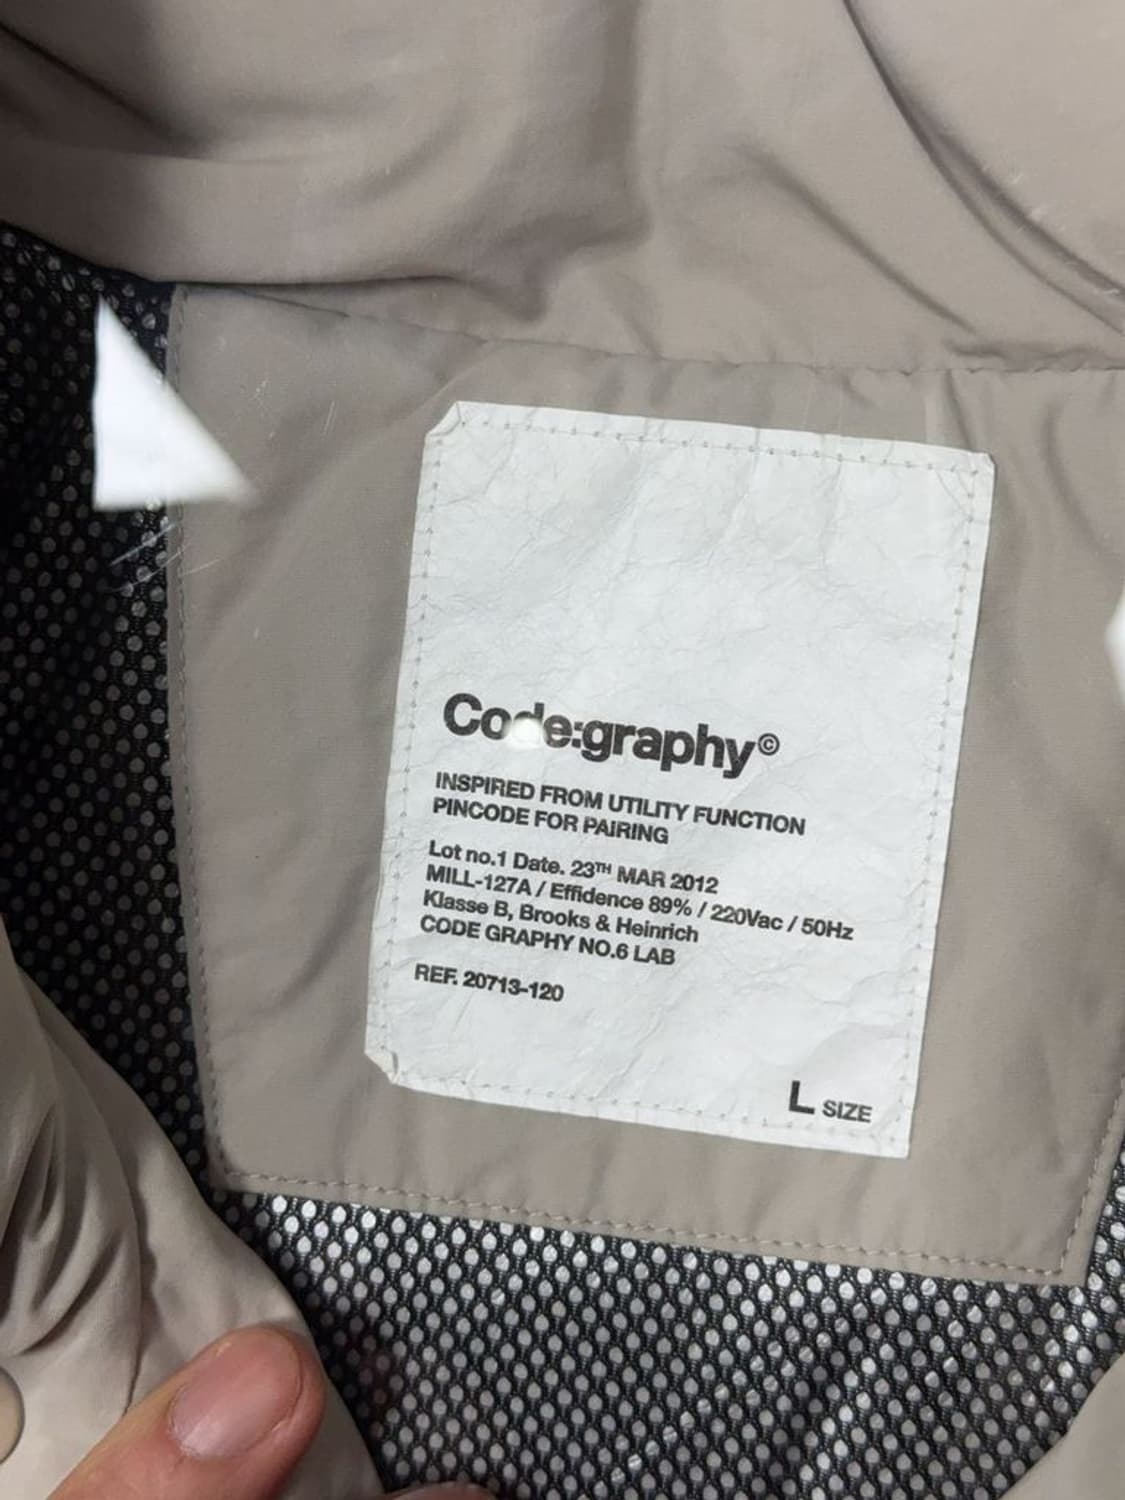 Code:graphy©
INSPIRED FROM UTILITY FUNCTION
PINCODE FOR PAIRING
Lot no.1 Date. 23TH MAR 2012
MILL-127A / Effidence 89% / 220Vac / 50Hz
Klasse B, Brooks & Heinrich
CODE GRAPHY NO.6 LAB
REF. 20713-120
L SIZE